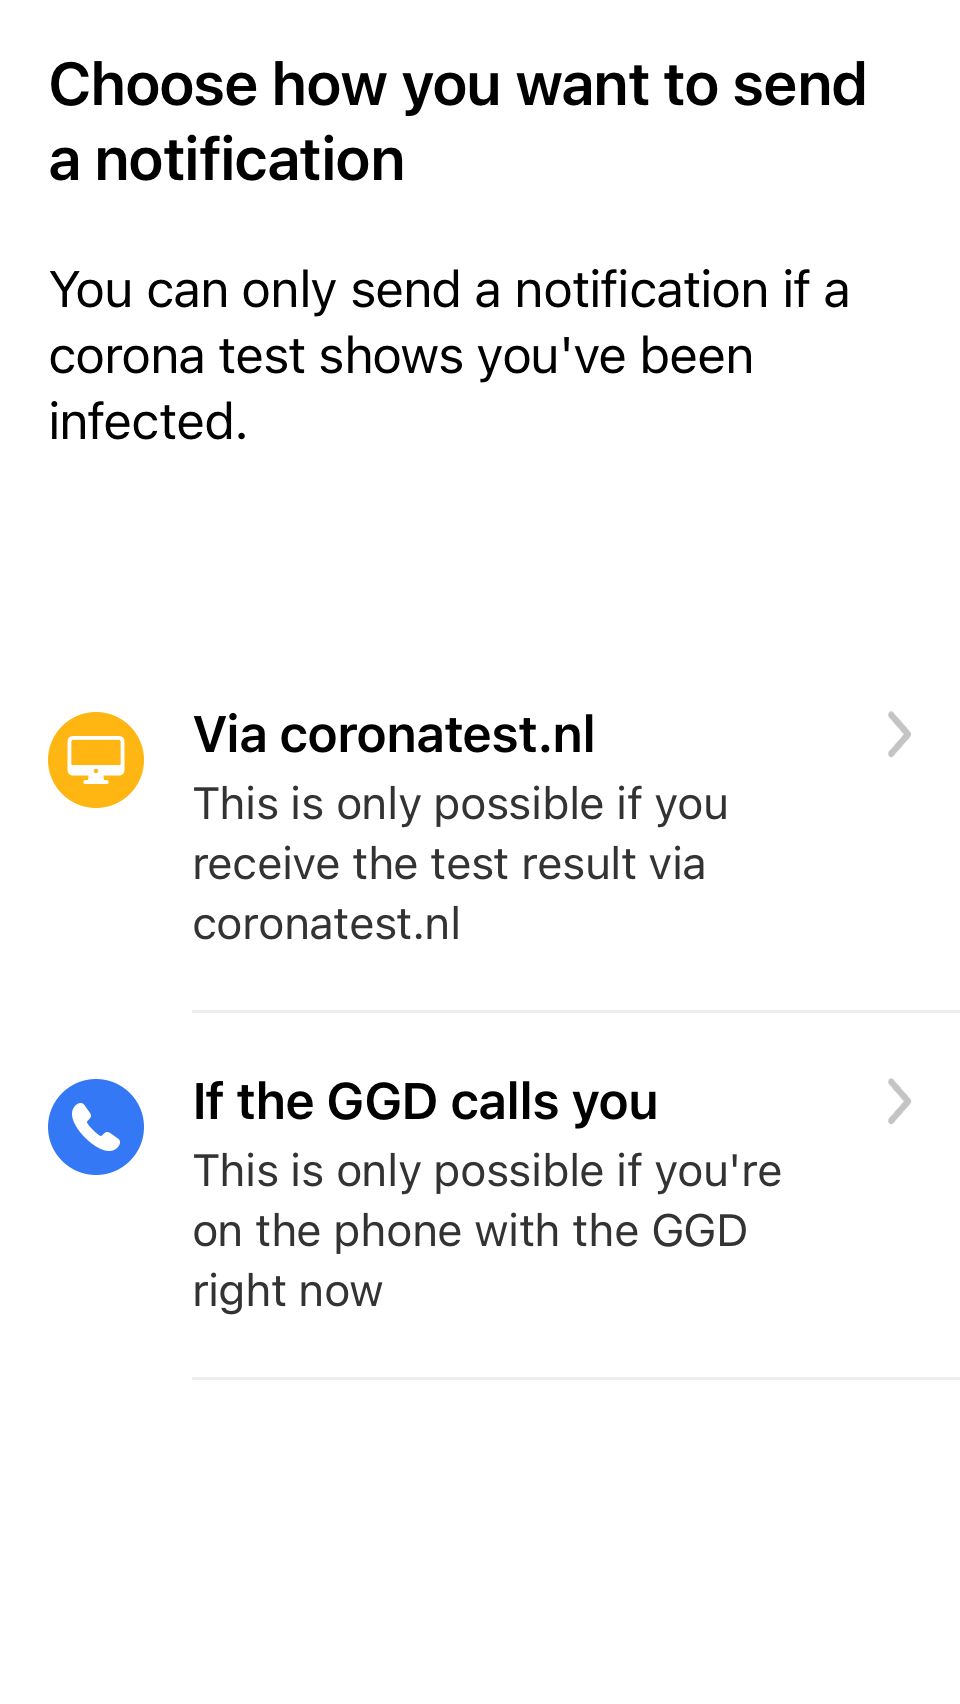 Choose how you want to send
a notification
You can only send a notification if a
corona test shows you've been
infected.
Via coronatest.nl
This is only possible if you
receive the test result via
coronatest.nl
If the GGD calls you
This is only possible if you're
on the phone with the GGD
right now